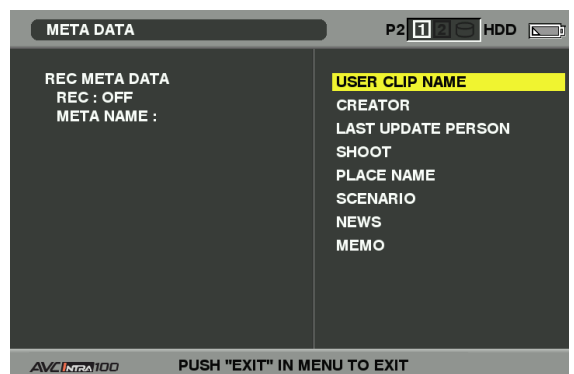 META DATA
P2 1 2 HDD
REC META DATA
REC : OFF
META NAME :
USER CLIP NAME
CREATOR
LAST UPDATE PERSON
SHOOT
PLACE NAME
SCENARIO
NEWS
MEMO
AVC INTRA 100 PUSH "EXIT" IN MENU TO EXIT